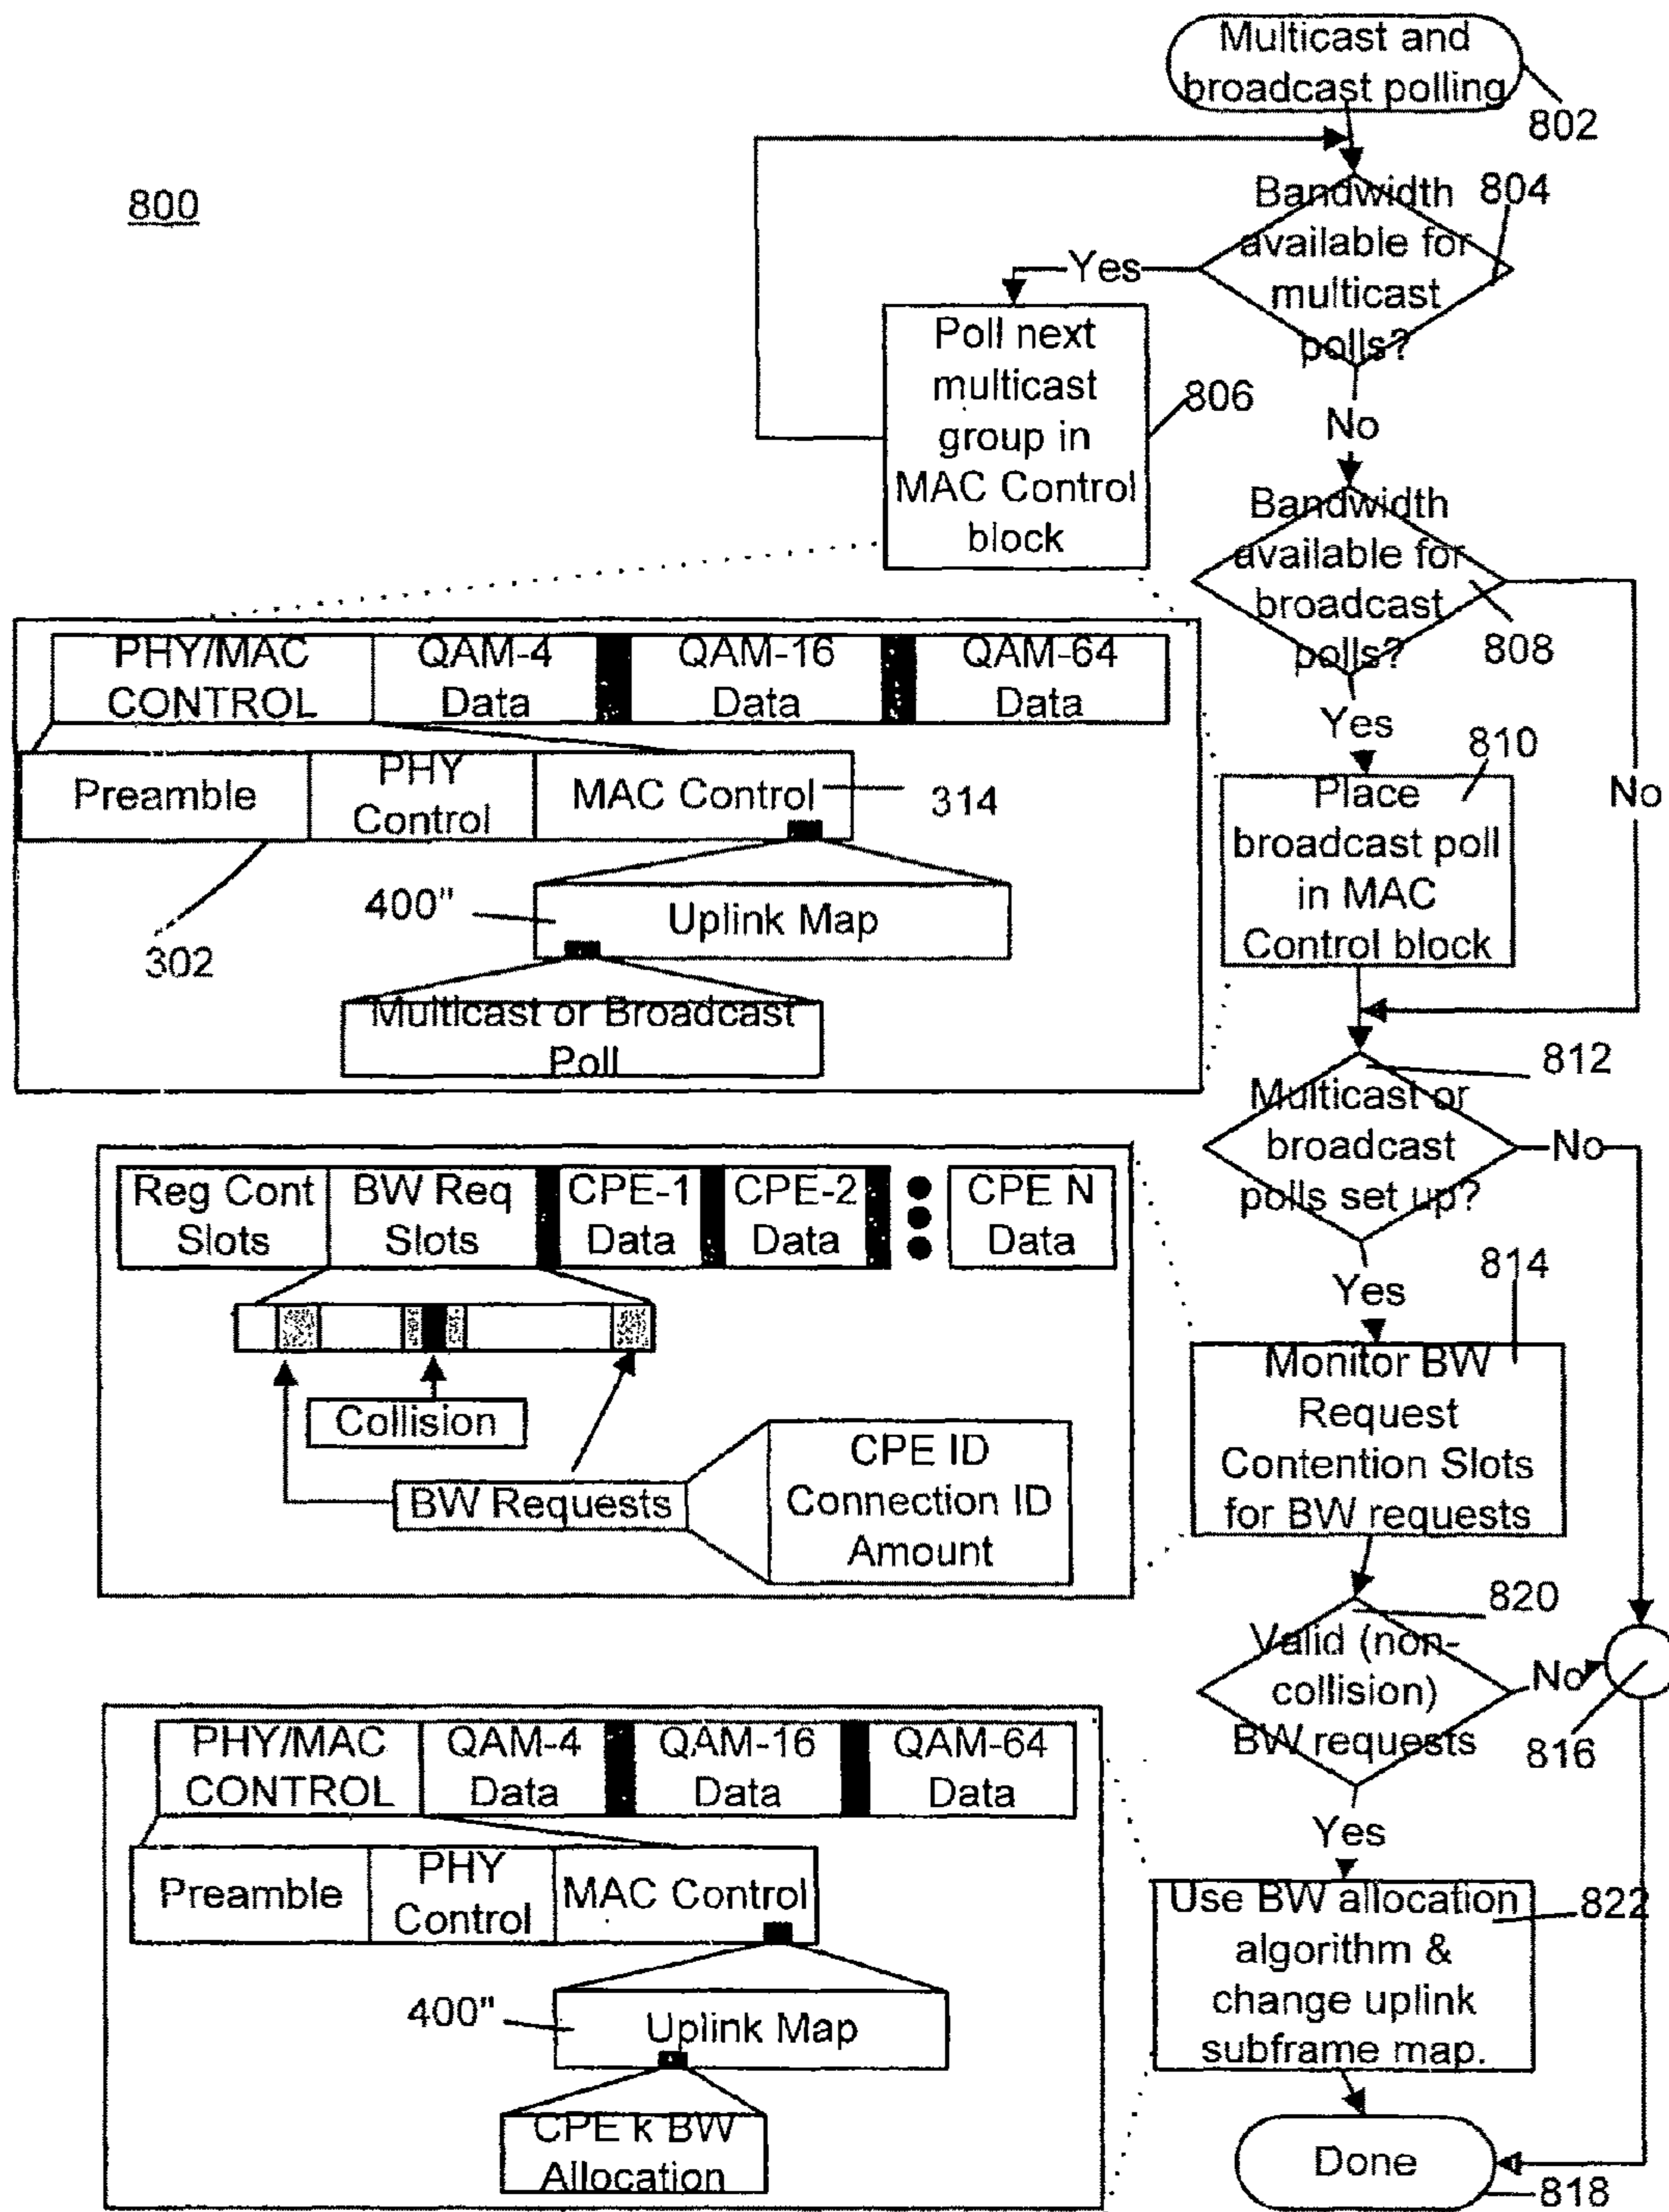 Multicast and
broadcast polling
802
800
Bandwidth
available for
multicast
polls?
804
Yes
No
Poll next
multicast
group in
MAC Control
block
806
Bandwidth
available for
broadcast
polls?
808
Yes
No
PHY/MAC
CONTROL
QAM-4
Data
QAM-16
Data
QAM-64
Data
Preamble
PHY
Control
MAC Control
314
302
400"
Uplink Map
Multicast or Broadcast
Poll
810
Place
broadcast poll
in MAC
Control block
812
Multicast or
broadcast
polls set up?
No
Yes
Reg Cont
Slots
BW Req
Slots
CPE-1
Data
CPE-2
Data
CPE N
Data
Collision
BW Requests
CPE ID
Connection ID
Amount
814
Monitor BW
Request
Contention Slots
for BW requests
820
Valid (non-
collision)
BW requests
No
816
Yes
PHY/MAC
CONTROL
QAM-4
Data
QAM-16
Data
QAM-64
Data
Preamble
PHY
Control
MAC Control
400"
Uplink Map
CPE k BW
Allocation
Use BW allocation
algorithm &
change uplink
subframe map.
822
Done
818